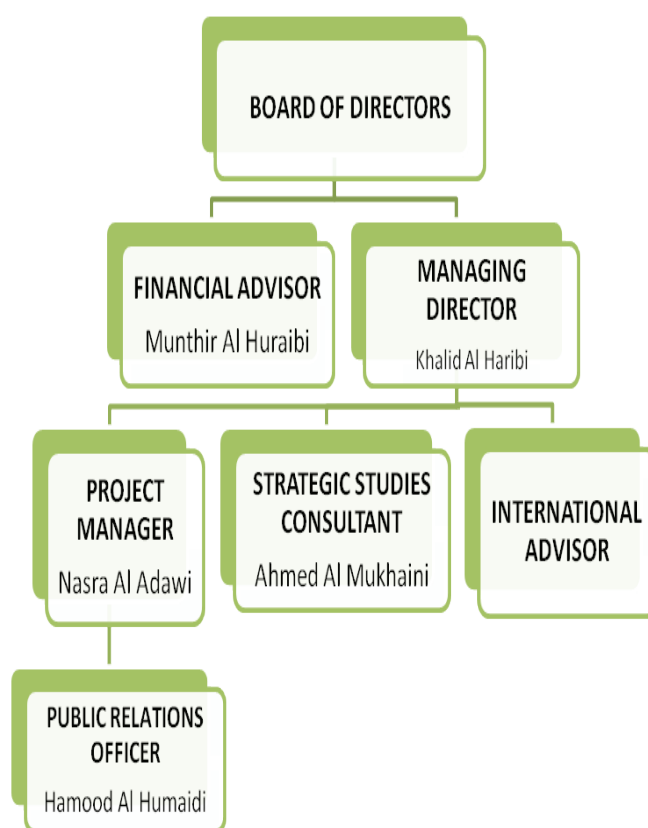 BOARD OF DIRECTORS
FINANCIAL ADVISOR
Munthir Al Huraibi
MANAGING
DIRECTOR
Khalid Al Haribi
PROJECT
MANAGER
Nasra Al Adawi
STRATEGIC STUDIES
CONSULTANT
Ahmed Al Mukhaini
INTERNATIONAL
ADVISOR
PUBLIC RELATIONS
OFFICER
Hamood Al Humaidi